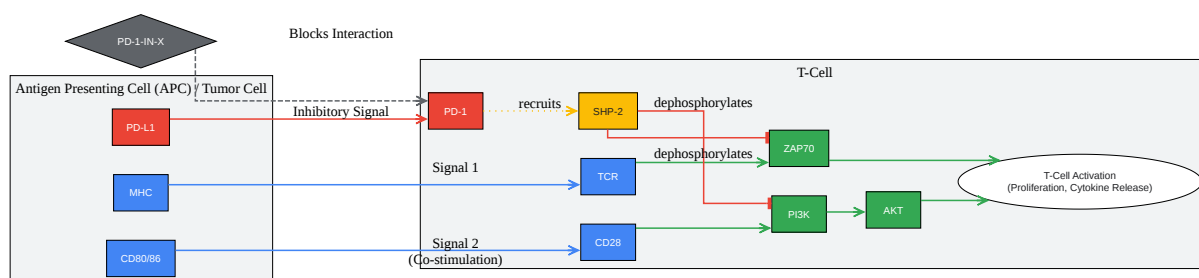 PD-1-IN-X
Blocks Interaction
Antigen Presenting Cell (APC) / Tumor Cell
T-Cell
PD-L1
Inhibitory Signal
PD-1
recruits
SHP-2
dephosphorylates
ZAP70
dephosphorylates
MHC
Signal 1
TCR
T-Cell Activation
(Proliferation, Cytokine Release)
PI3K
AKT
CD80/86
Signal 2
(Co-stimulation)
CD28